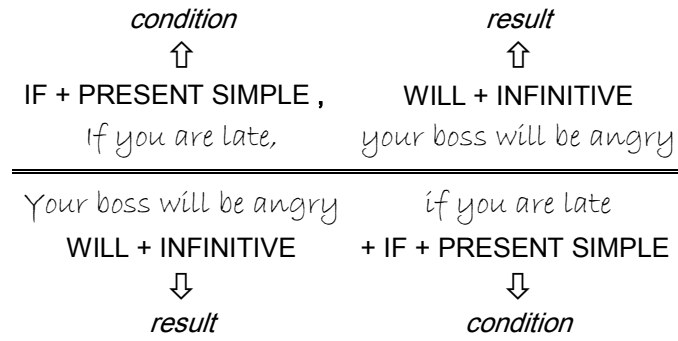 condition result
IF + PRESENT SIMPLE , WILL + INFINITIVE
If you are late, your boss will be angry
Your boss will be angry if you are late
WILL + INFINITIVE + IF + PRESENT SIMPLE
result condition